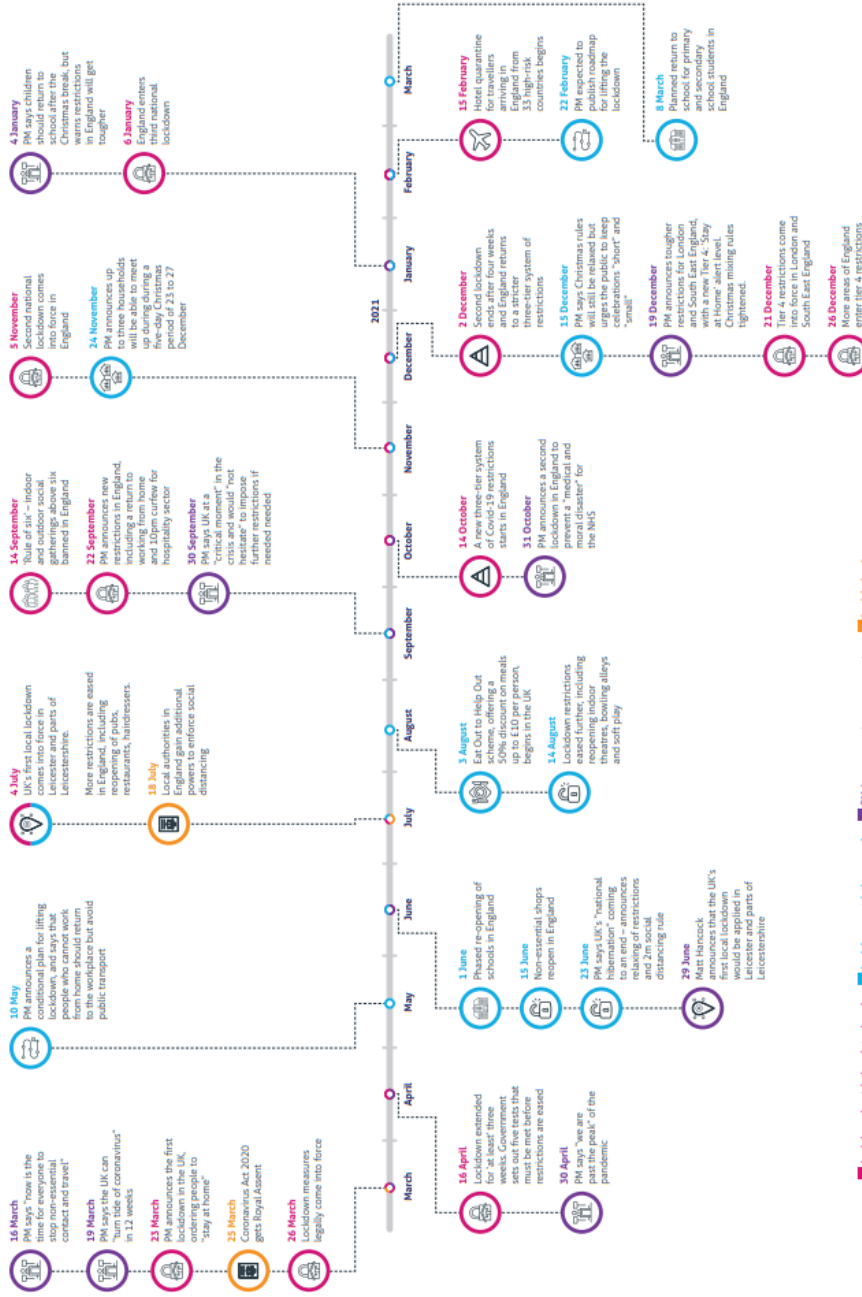 16 March
PM says "now is the
time for everyone to
stop non-essential
contact and travel"
19 March
PM says the UK can
"turn tide of coronavirus"
in 12 weeks
23 March
PM announces the first
lockdown in the UK,
ordering people to
"stay at home"
25 March
Coronavirus Act 2020
gets Royal Assent
26 March
Lockdown measures
legally come into force
10 May
PM announces a
conditional plan for lifting
lockdown, and says that
people who cannot work
from home should return
to the workplace but avoid
public transport
4 July
UK's first local lockdown
comes into force in
Leicester and parts of
Leicestershire.
More restrictions are eased
in England, including
reopening of pubs,
restaurants, hairdressers.
18 July
Local authorities in
England gain additional
powers to enforce social
distancing
14 September
'Rule of six' – indoor
and outdoor social
gatherings above six
banned in England
22 September
PM announces new
restrictions in England,
including a return to
working from home
and 10pm curfew for
hospitality sector
30 September
PM says UK at a
"critical moment" in the
crisis and would "not
hesitate" to impose
further restrictions if
needed needed
5 November
Second national
lockdown comes
into force in
England
24 November
PM announces up
to three households
will be able to meet
up during during a
five-day Christmas
period of 23 to 27
December
4 January
PM says children
should return to
school after the
Christmas break, but
warns restrictions
in England will get
tougher
6 January
England enters
third national
lockdown
2021
March
April
May
June
July
August
September
October
November
December
January
February
March
16 April
Lockdown extended
for 'at least' three
weeks. Government
sets out five tests that
must be met before
restrictions are eased
30 April
PM says "we are
past the peak" of the
pandemic
1 June
Phased re-opening of
schools in England
15 June
Non-essential shops
reopen in England
23 June
PM says UK's "national
hibernation" coming
to an end – announces
relaxing of restrictions
and 2m social
distancing rule
29 June
Matt Hancock
announces that the UK's
first local lockdown
would be applied in
Leicester and parts of
Leicestershire
3 August
Eat Out to Help Out
scheme, offering a
50% discount on meals
up to £10 per person,
begins in the UK
14 August
Lockdown restrictions
eased further, including
reopening indoor
theatres, bowling alleys
and soft play
14 October
A new three-tier system
of Covid-19 restrictions
starts in England
31 October
PM announces a second
lockdown in England to
prevent a "medical and
moral disaster" for
the NHS
2 December
Second lockdown
ends after four weeks
and England returns
to a stricter
three-tier system of
restrictions
15 December
PM says Christmas rules
will still be relaxed but
urges the public to keep
celebrations "short" and
"small"
19 December
PM announces tougher
restrictions for London
and South East England,
with a new Tier 4: 'Stay
at Home' alert level.
Christmas mixing rules
tightened.
21 December
Tier 4 restrictions come
into force in London and
South East England
26 December
More areas of England
enter tier 4 restrictions
15 February
Hotel quarantine
for travellers
arriving in
England from
33 high-risk
countries begins
22 February
PM expected to
publish roadmap
for lifting the
lockdown
8 March
Planned return to
school for primary
and secondary
school students in
England